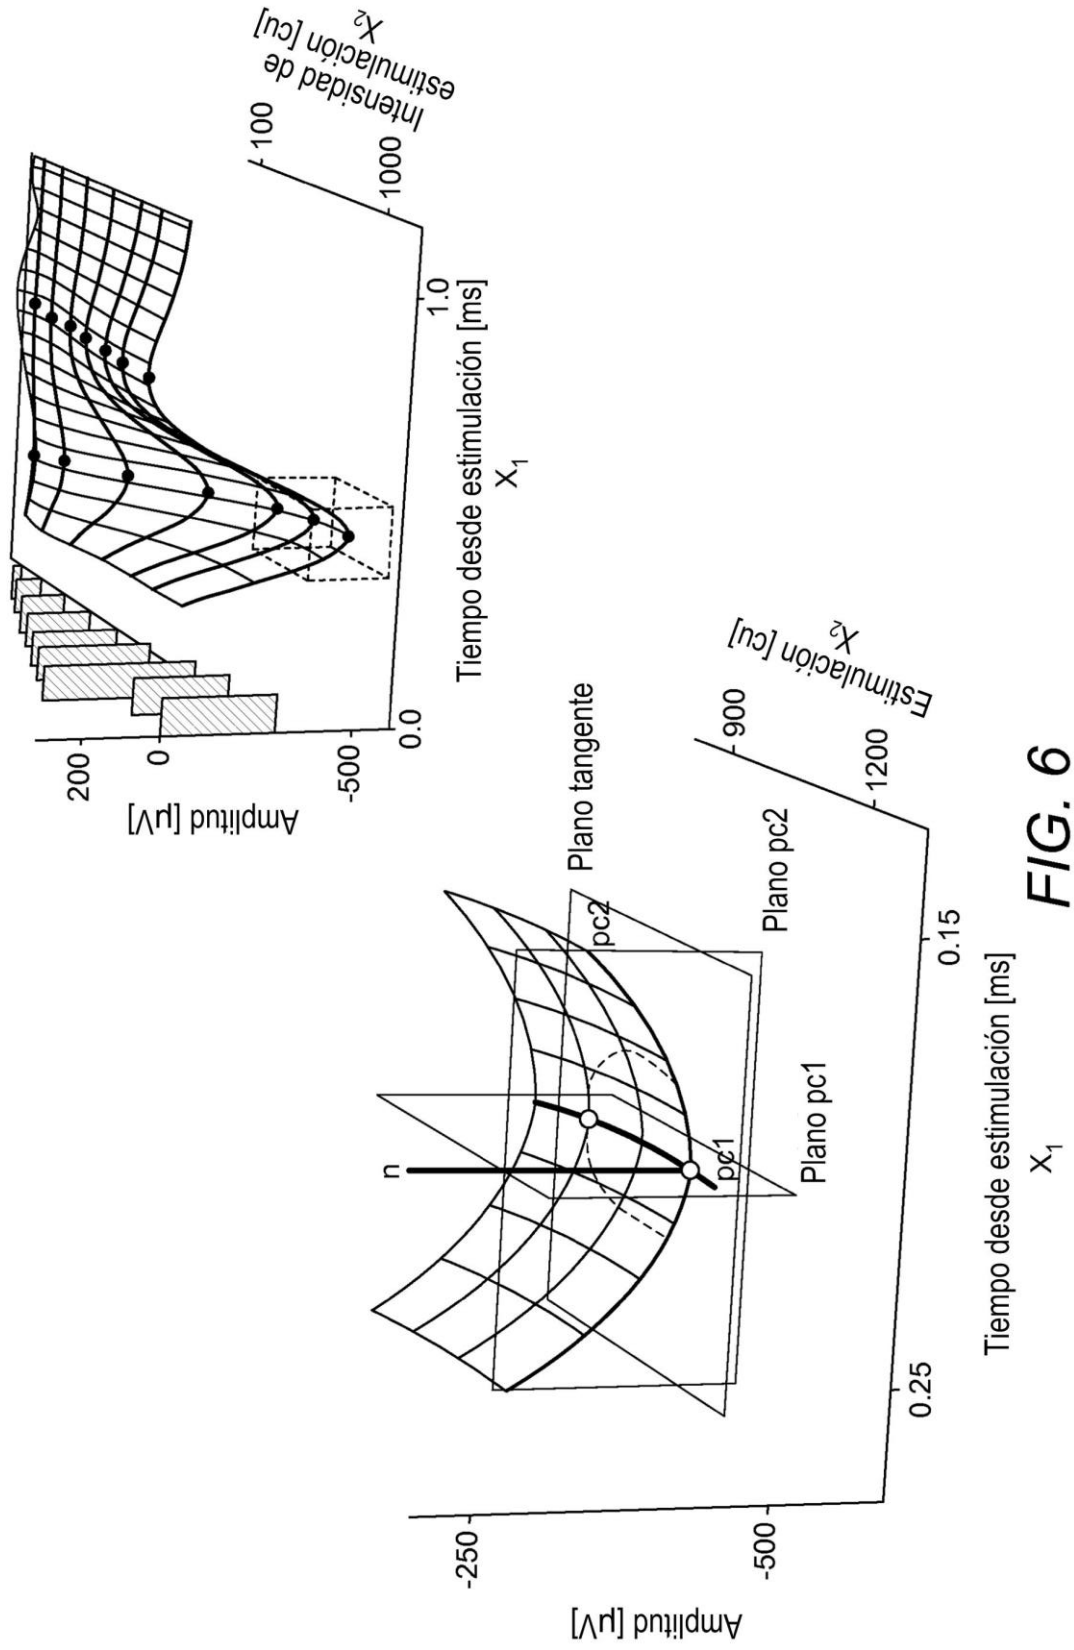 Amplitud [µV]
200
0
-500
0.0
1.0
Tiempo desde estimulación [ms]
X1
100
1000
Intensidad de
estimulación [cu]
X2
Amplitud [µV]
-250
-500
0.25
0.15
Tiempo desde estimulación [ms]
X1
900
1200
Estimulación [cu]
X2
n
pc1
pc2
Plano tangente
Plano pc2
Plano pc1
FIG. 6